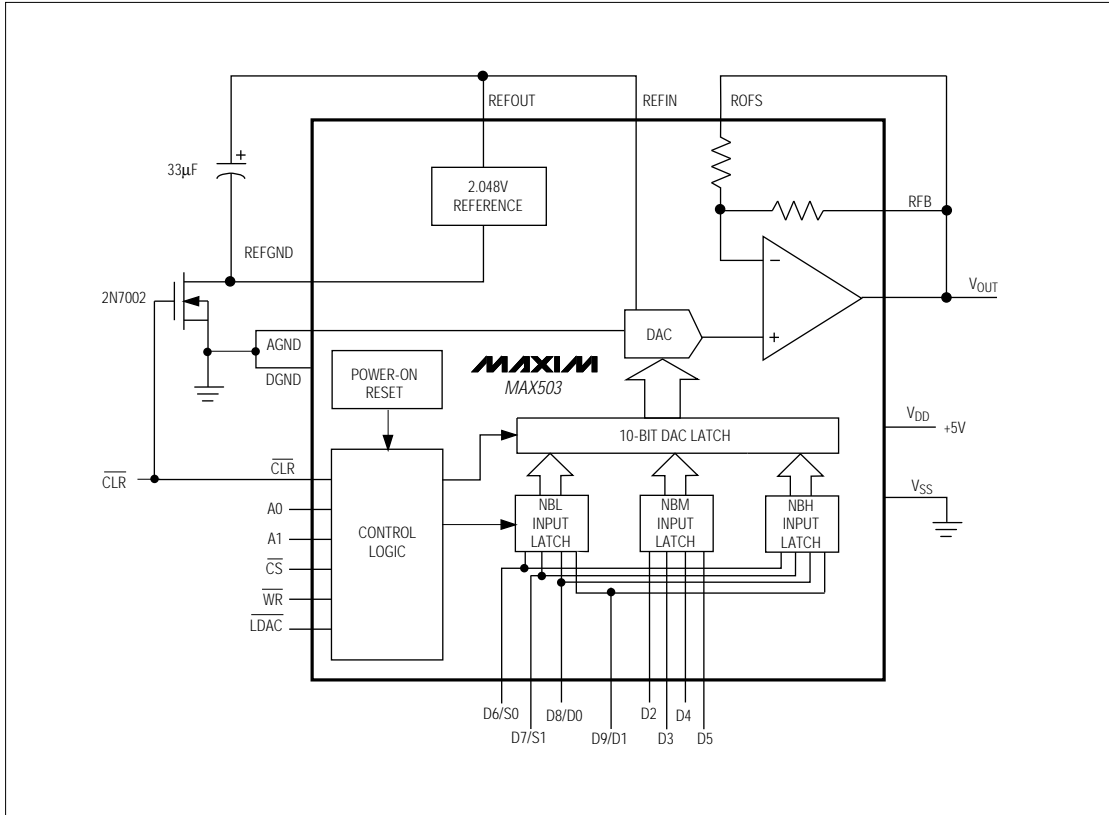 REFOUT
REFIN
ROFS
33μF
+
2.048V
REFERENCE
RFB
REFGND
2N7002
−
+
VOUT
AGND
DGND
DAC
MAXIM
MAX503
POWER-ON
RESET
10-BIT DAC LATCH
VDD
+5V
CLR
CLR
A0
A1
CS
WR
LDAC
CONTROL
LOGIC
NBL
INPUT
LATCH
NBM
INPUT
LATCH
NBH
INPUT
LATCH
VSS
D6/S0
D7/S1
D8/D0
D9/D1
D2
D3
D4
D5